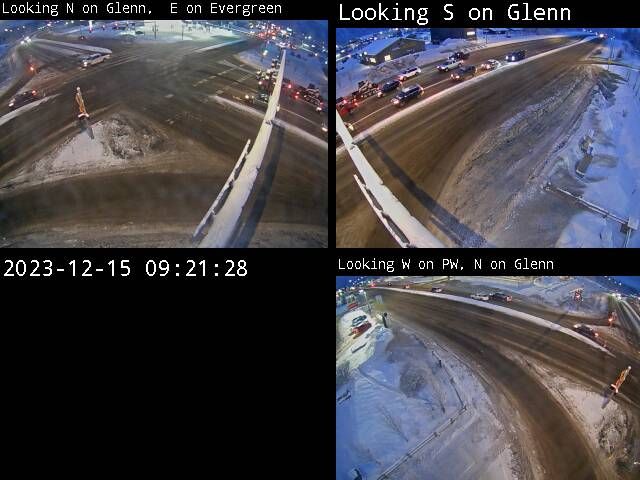 Looking N on Glenn,  E on Evergreen
Looking S on Glenn
2023-12-15 09:21:28
Looking W on PW, N on Glenn